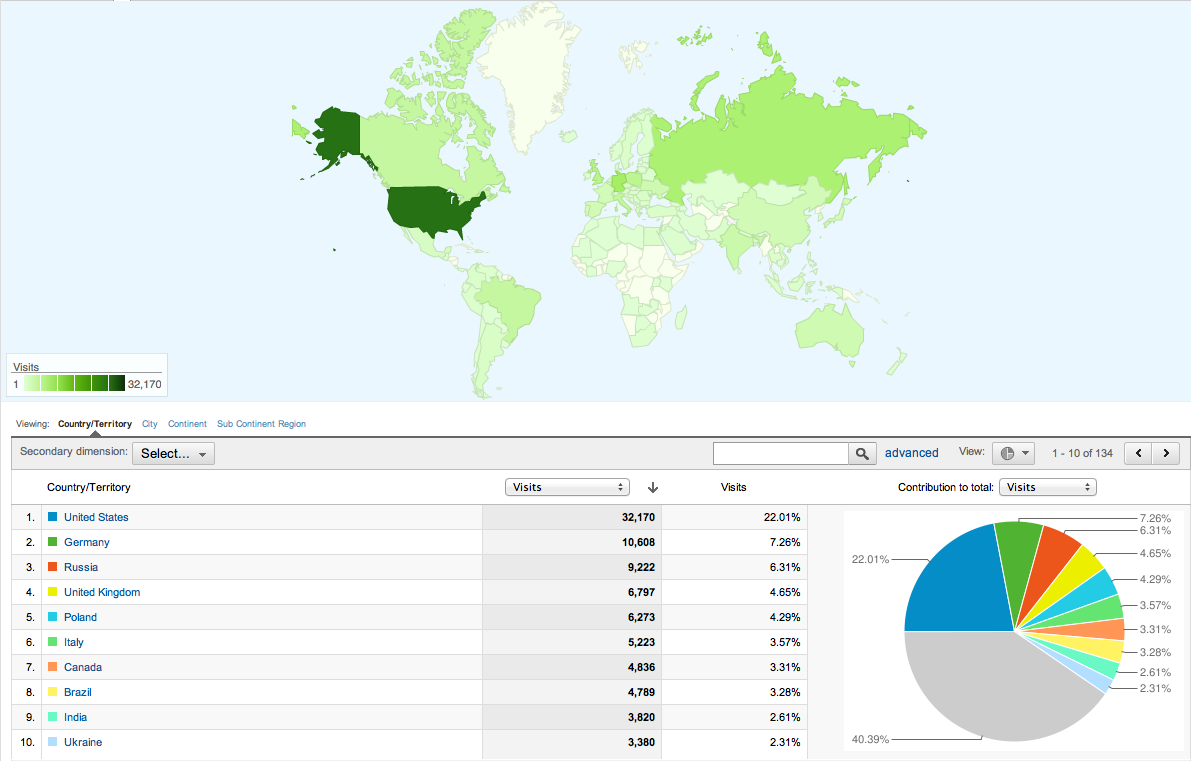 Visits
1 32,170
Viewing: Country/Territory City Continent Sub Continent Region
Secondary dimension: Select... advanced View: 1 - 10 of 134
Country/Territory Visits Visits Contribution to total: Visits
1. United States 32,170 22.01%
2. Germany 10,608 7.26%
3. Russia 9,222 6.31%
4. United Kingdom 6,797 4.65%
5. Poland 6,273 4.29%
6. Italy 5,223 3.57%
7. Canada 4,836 3.31%
8. Brazil 4,789 3.28%
9. India 3,820 2.61%
10. Ukraine 3,380 2.31%
7.26%
6.31%
4.65%
22.01%
4.29%
3.57%
3.31%
3.28%
2.61%
2.31%
40.39%